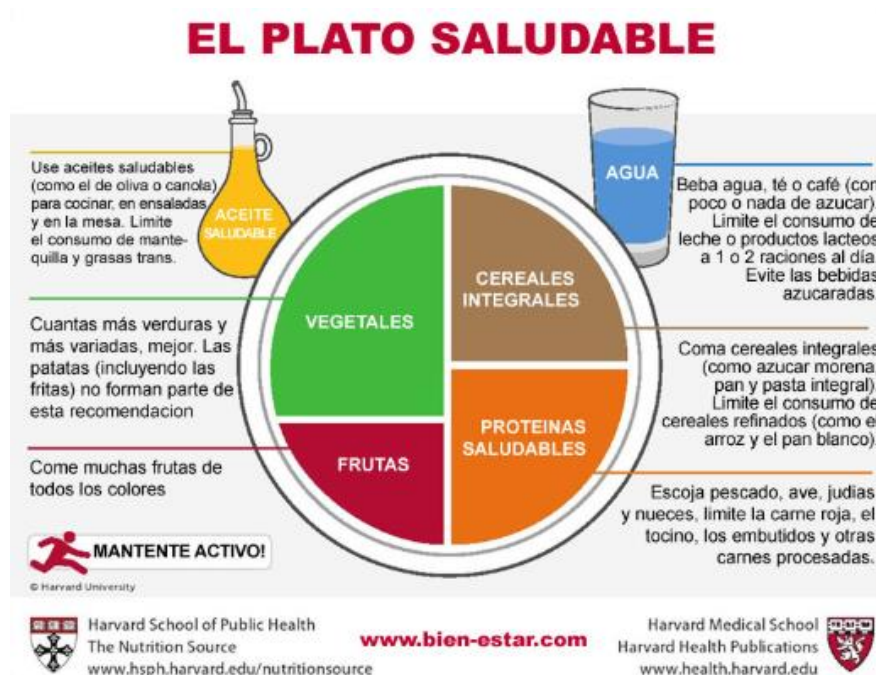 EL PLATO SALUDABLE
Use aceites saludables
(como el de oliva o canola)
para cocinar, en ensaladas,
y en la mesa. Limite
el consumo de mante-
quilla y grasas trans.
ACEITE
SALUDABLE
AGUA
Beba agua, té o café (con
poco o nada de azucar)
Limite el consumo de
leche o productos lacteos
a 1 o 2 raciones al día
Evite las bebidas
azucaradas
VEGETALES
CEREALES
INTEGRALES
Cuantas más verduras y
más variadas, mejor. Las
patatas (incluyendo las
fritas) no forman parte de
esta recomendacion
Coma cereales integrales
(como azucar morena
pan y pasta integral)
Limite el consumo de
cereales refinados (como e
arroz y el pan blanco)
FRUTAS
PROTEINAS
SALUDABLES
Come muchas frutas de
todos los colores
Escoja pescado, ave, judías
y nueces, limite la carne roja, el
tocino, los embutidos y otras
carnes procesadas.
MANTENTE ACTIVO!
© Harvard University
Harvard School of Public Health
The Nutrition Source
www.hsph.harvard.edu/nutritionsource
www.bien-estar.com
Harvard Medical School
Harvard Health Publications
www.health.harvard.edu